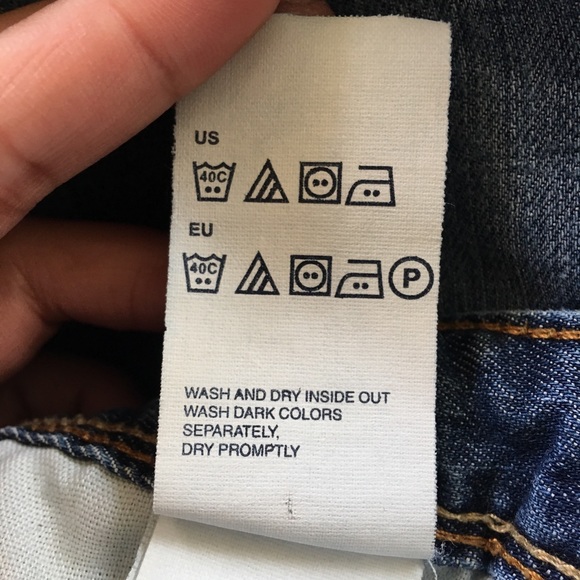 US
40C
EU
40C P
WASH AND DRY INSIDE OUT
WASH DARK COLORS
SEPARATELY,
DRY PROMPTLY